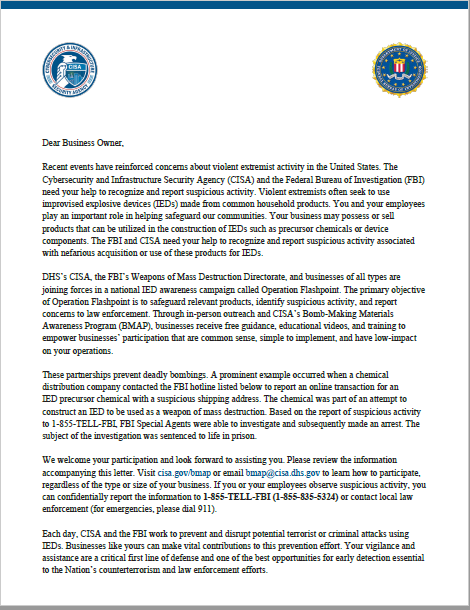 CYBERSECURITY & INFRASTRUCTURE
CISA
SECURITY AGENCY
Dear Business Owner,
Recent events have reinforced concerns about violent extremist activity in the United States. The
Cybersecurity and Infrastructure Security Agency (CISA) and the Federal Bureau of Investigation (FBI)
need your help to recognize and report suspicious activity. Violent extremists often seek to use
improvised explosive devices (IEDs) made from common household products. You and your employees
play an important role in helping safeguard our communities. Your business may possess or sell
products that can be utilized in the construction of IEDs such as precursor chemicals or device
components. The FBI and CISA need your help to recognize and report suspicious activity associated
with nefarious acquisition or use of these products for IEDs.
DHS's CISA, the FBI's Weapons of Mass Destruction Directorate, and businesses of all types are
joining forces in a national IED awareness campaign called Operation Flashpoint. The primary objective
of Operation Flashpoint is to safeguard relevant products, identify suspicious activity, and report
concerns to law enforcement. Through in-person outreach and CISA's Bomb-Making Materials
Awareness Program (BMAP), businesses receive free guidance, educational videos, and training to
empower businesses' participation that are common sense, simple to implement, and have low-impact
on your operations.
These partnerships prevent deadly bombings. A prominent example occurred when a chemical
distribution company contacted the FBI hotline listed below to report an online transaction for an
IED precursor chemical with a suspicious shipping address. The chemical was part of an attempt to
construct an IED to be used as a weapon of mass destruction. Based on the report of suspicious activity
to 1-855-TELL-FBI, FBI Special Agents were able to investigate and subsequently made an arrest. The
subject of the investigation was sentenced to life in prison.
We welcome your participation and look forward to assisting you. Please review the information
accompanying this letter. Visit cisa.gov/bmap or email bmap@cisa.dhs.gov to learn how to participate,
regardless of the type or size of your business. If you or your employees observe suspicious activity, you
can confidentially report the information to 1-855-TELL-FBI (1-855-835-5324) or contact local law
enforcement (for emergencies, please dial 911).
Each day, CISA and the FBI work to prevent and disrupt potential terrorist or criminal attacks using
IEDs. Businesses like yours can make vital contributions to this prevention effort. Your vigilance and
assistance are a critical first line of defense and one of the best opportunities for early detection essential
to the Nation's counterterrorism and law enforcement efforts.